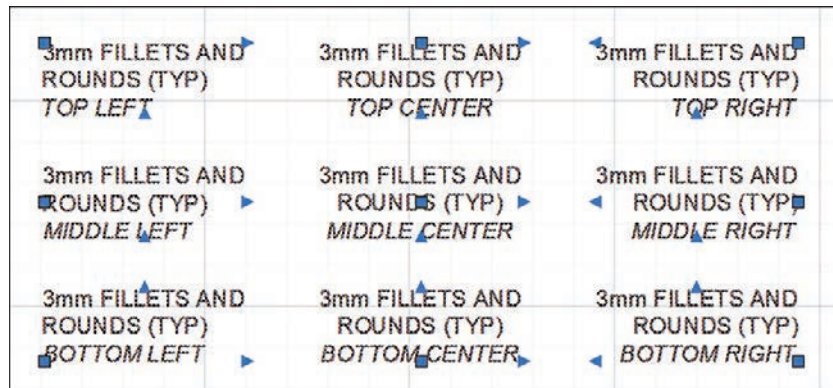 3mm FILLETS AND
ROUNDS (TYP)
TOP LEFT
3mm FILLETS AND
ROUNDS (TYP)
TOP CENTER
3mm FILLETS AND
ROUNDS (TYP)
TOP RIGHT
3mm FILLETS AND
ROUNDS (TYP)
MIDDLE LEFT
3mm FILLETS AND
ROUNDS (TYP)
MIDDLE CENTER
3mm FILLETS AND
ROUNDS (TYP)
MIDDLE RIGHT
3mm FILLETS AND
ROUNDS (TYP)
BOTTOM LEFT
3mm FILLETS AND
ROUNDS (TYP)
BOTTOM CENTER
3mm FILLETS AND
ROUNDS (TYP)
BOTTOM RIGHT